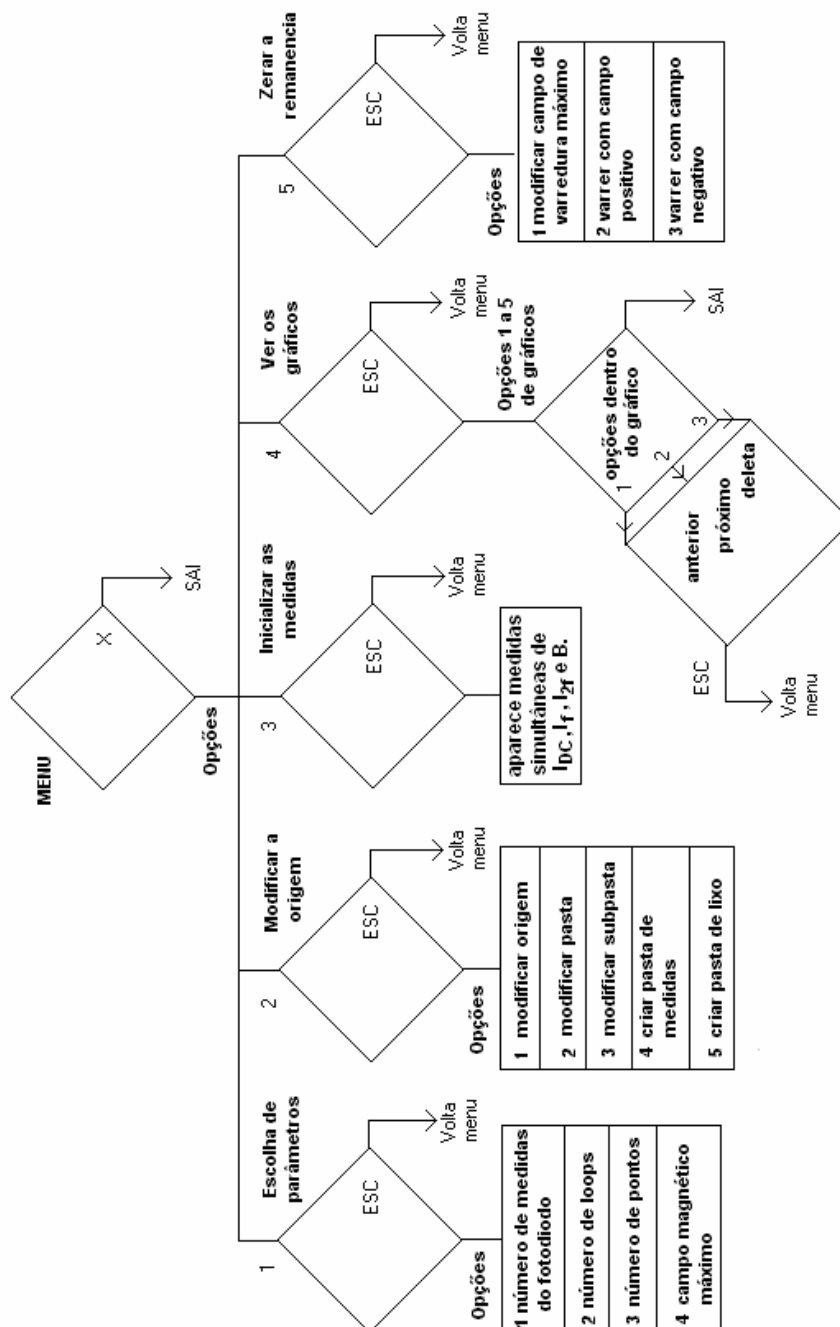 MENU
X
SAI
Opções
1
Escolha de
parâmetros
ESC
Volta
menu
Opções
1 número de medidas
do fotodiodo
2 número de loops
3 número de pontos
4 campo magnético
máximo
2
Modificar a
origem
ESC
Volta
menu
Opções
1 modificar origem
2 modificar pasta
3 modificar subpasta
4 criar pasta de
medidas
5 criar pasta de lixo
3
Inicializar as
medidas
ESC
Volta
menu
aparece medidas
simultâneas de
IDC, If, I2f e B.
4
Ver os
gráficos
ESC
Volta
menu
Opções 1 a 5
de gráficos
opções dentro
do gráfico
SAI
1
2
3
anterior
próximo
deleta
ESC
Volta
menu
5
Zerar a
remanencia
ESC
Volta
menu
Opções
1 modificar campo de
varredura máximo
2 varrer com campo
positivo
3 varrer com campo
negativo